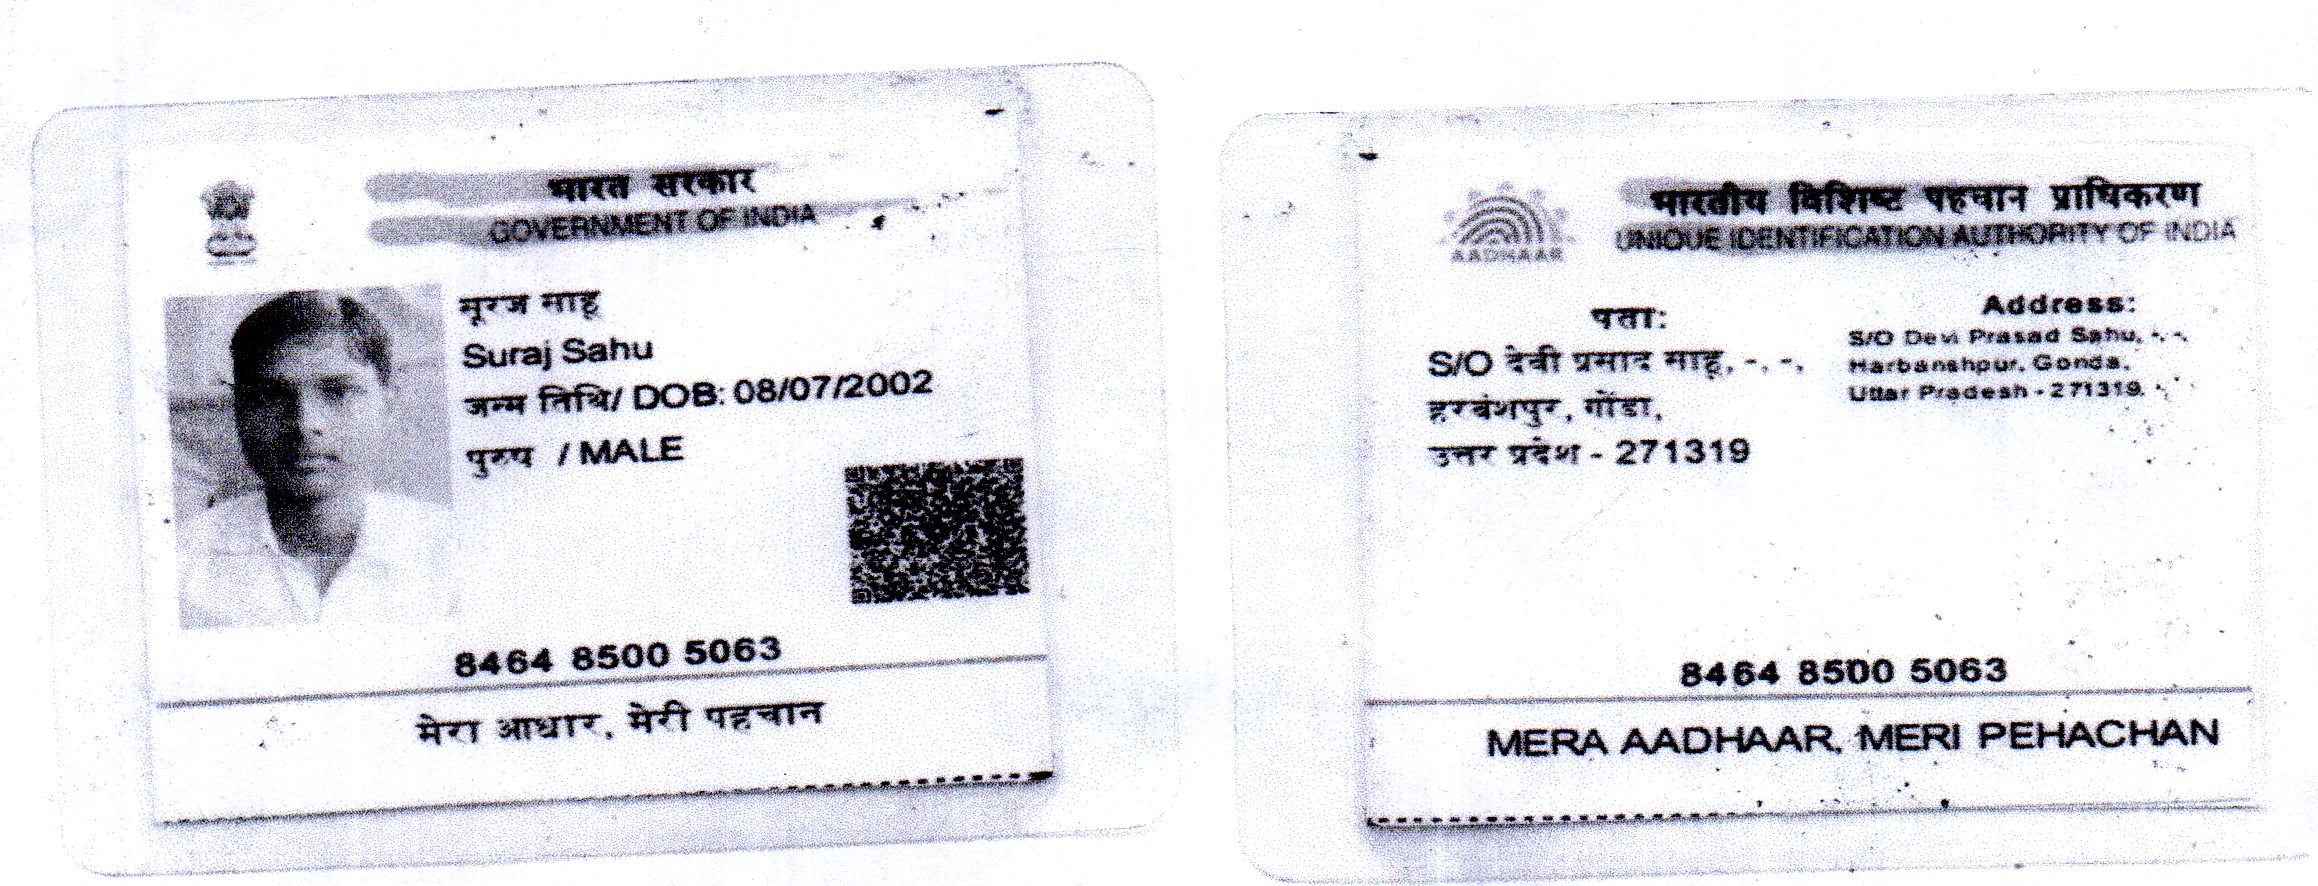 भारत सरकार
GOVERNMENT OF INDIA
सूरज साहू
Suraj Sahu
जन्म तिथि/ DOB: 08/07/2002
पुरुष / MALE
8464 8500 5063
मेरा आधार, मेरी पहचान
भारतीय विशिष्ट पहचान प्राधिकरण
UNIQUE IDENTIFICATION AUTHORITY OF INDIA
AADHAAR
पता:
S/O देवी प्रसाद साहू, -, -,
हरबंशपुर, गोंडा,
उत्तर प्रदेश - 271319
Address:
S/O Devi Prasad Sahu, -, -,
Harbanshpur, Gonda,
Uttar Pradesh - 271319
8464 8500 5063
MERA AADHAAR, MERI PEHACHAN